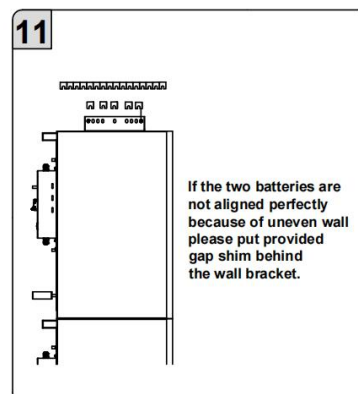 11
If the two batteries are
not aligned perfectly
because of uneven wall
please put provided
gap shim behind
the wall bracket.